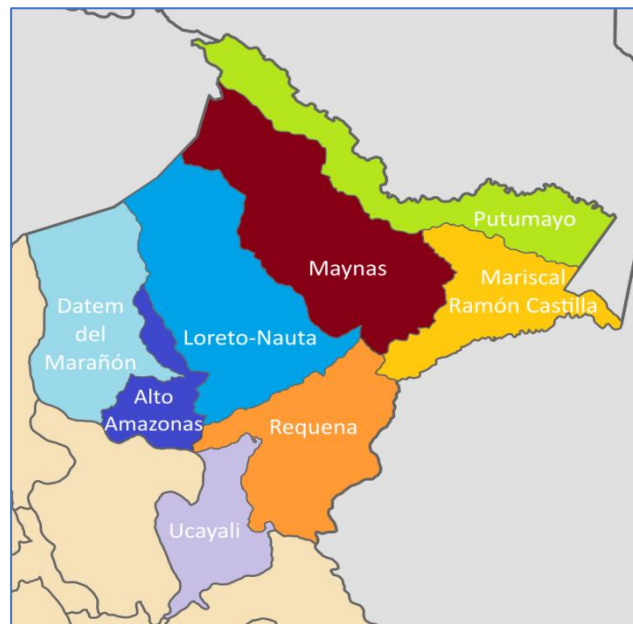 Putumayo
Maynas
Mariscal
Ramón Castilla
Datem
del
Marañón
Loreto-Nauta
Alto
Amazonas
Requena
Ucayali